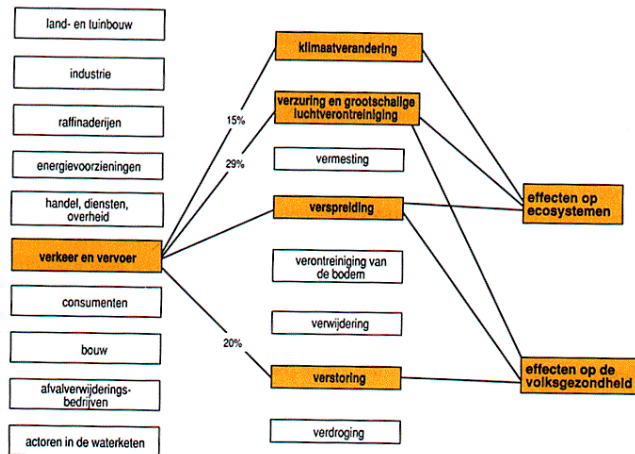 land- en tuinbouw
industrie
raffinaderijen
energievoorzieningen
handel, diensten,
overheid
verkeer en vervoer
consumenten
bouw
afvalverwijderings-
bedrijven
actoren in de waterketen
15%
29%
20%
klimaatverandering
verzuring en grootschalige
luchtverontreiniging
vermesting
verspreiding
verontreiniging van
de bodem
verwijdering
verstoring
verdroging
effecten op
ecosystemen
effecten op de
volksgezondheid